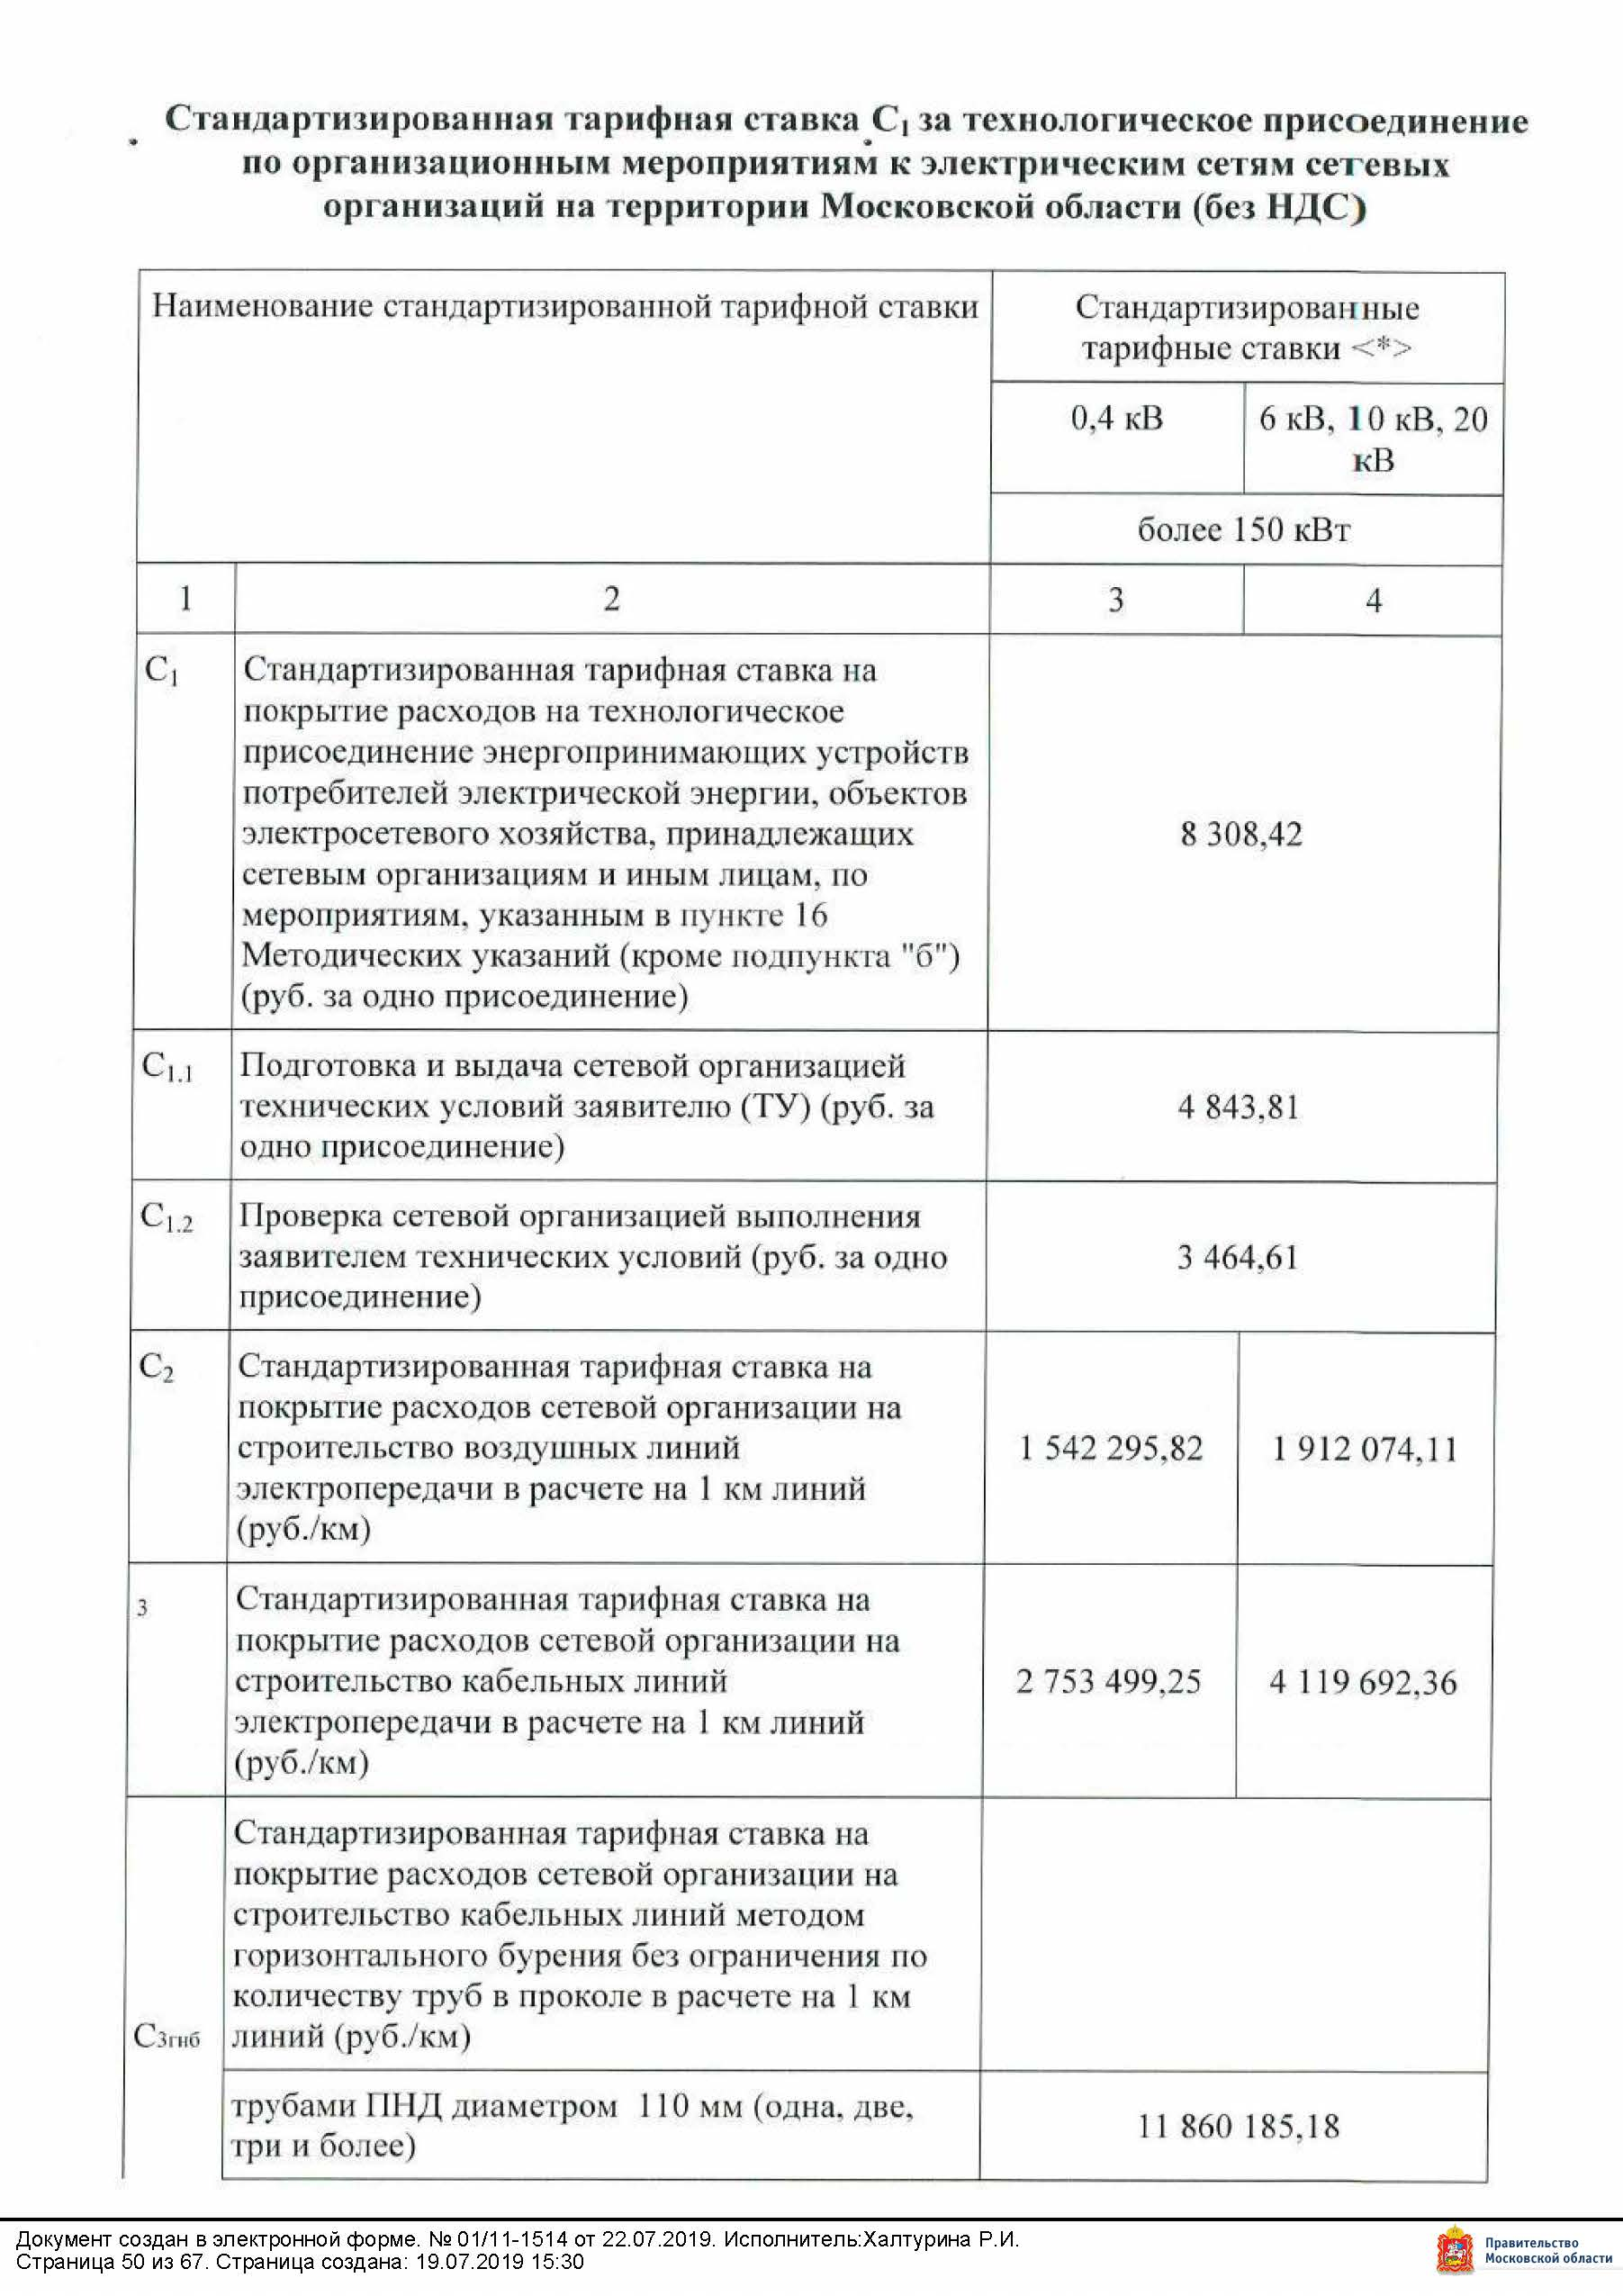 Стандартизированная тарифная ставка С1 за технологическое присоединение
по организационным мероприятиям к электрическим сетям сетевых
организаций на территории Московской области (без НДС)
Наименование стандартизированной тарифной ставки
Стандартизированные
тарифные ставки <*>
0,4 кВ
6 кВ, 10 кВ, 20
кВ
более 150 кВт
1
2
3
4
С1
Стандартизированная тарифная ставка на
покрытие расходов на технологическое
присоединение энергопринимающих устройств
потребителей электрической энергии, объектов
электросетевого хозяйства, принадлежащих
сетевым организациям и иным лицам, по
мероприятиям, указанным в пункте 16
Методических указаний (кроме подпункта "б")
(руб. за одно присоединение)
8 308,42
С1.1
Подготовка и выдача сетевой организацией
технических условий заявителю (ТУ) (руб. за
одно присоединение)
4 843,81
С1.2
Проверка сетевой организацией выполнения
заявителем технических условий (руб. за одно
присоединение)
3 464,61
С2
Стандартизированная тарифная ставка на
покрытие расходов сетевой организации на
строительство воздушных линий
электропередачи в расчете на 1 км линий
(руб./км)
1 542 295,82
1 912 074,11
3
Стандартизированная тарифная ставка на
покрытие расходов сетевой организации на
строительство кабельных линий
электропередачи в расчете на 1 км линий
(руб./км)
2 753 499,25
4 119 692,36
С3гнб
Стандартизированная тарифная ставка на
покрытие расходов сетевой организации на
строительство кабельных линий методом
горизонтального бурения без ограничения по
количеству труб в проколе в расчете на 1 км
линий (руб./км)
трубами ПНД диаметром 110 мм (одна, две,
три и более)
11 860 185,18
Документ создан в электронной форме. № 01/11-1514 от 22.07.2019. Исполнитель:Халтурина Р.И.
Страница 50 из 67. Страница создана: 19.07.2019 15:30
Правительство
Московской области